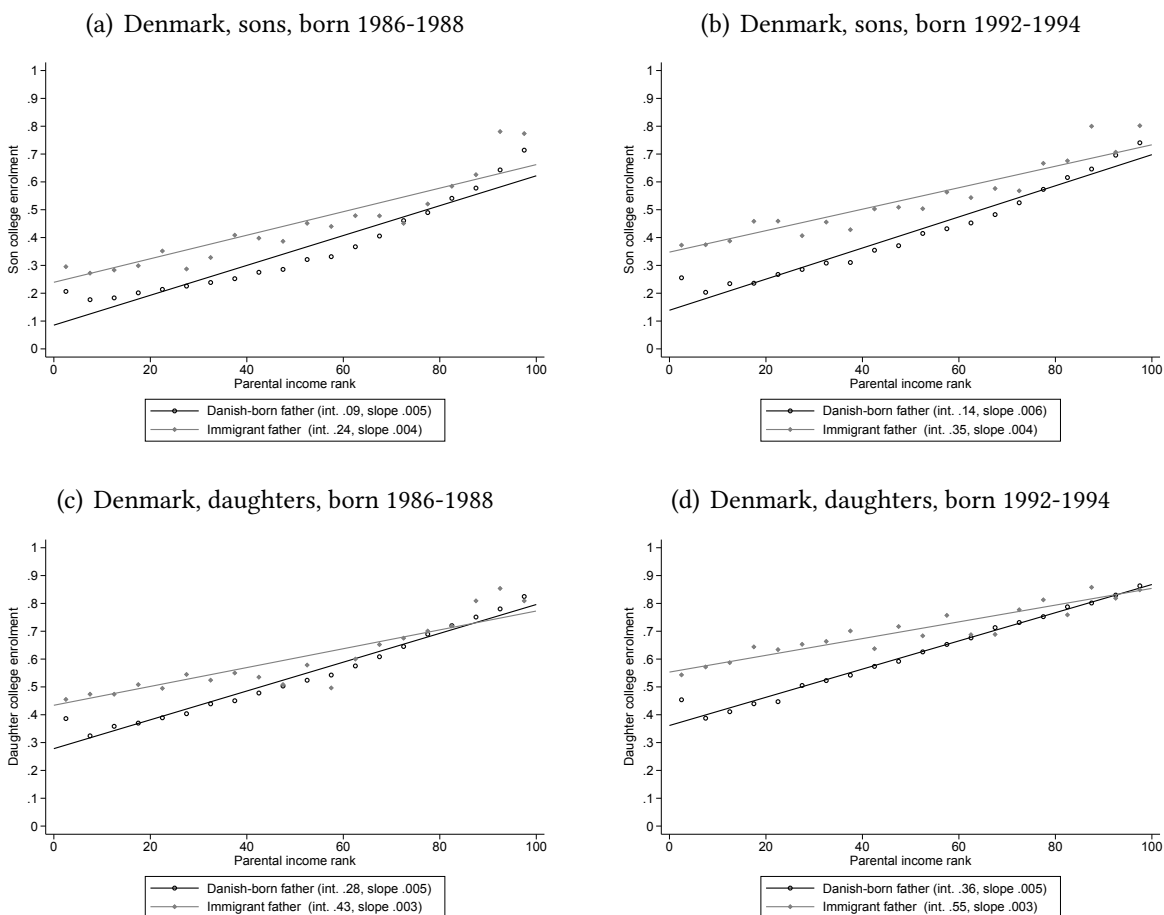 (a) Denmark, sons, born 1986-1988
1
.9
.8
.7
.6
.5
.4
.3
.2
.1
0
Son college enrolment
0 20 40 60 80 100
Parental income rank
Danish-born father (int. .09, slope .005)
Immigrant father (int. .24, slope .004)
(b) Denmark, sons, born 1992-1994
1
.9
.8
.7
.6
.5
.4
.3
.2
.1
0
Son college enrolment
0 20 40 60 80 100
Parental income rank
Danish-born father (int. .14, slope .006)
Immigrant father (int. .35, slope .004)
(c) Denmark, daughters, born 1986-1988
1
.9
.8
.7
.6
.5
.4
.3
.2
.1
0
Daughter college enrolment
0 20 40 60 80 100
Parental income rank
Danish-born father (int. .28, slope .005)
Immigrant father (int. .43, slope .003)
(d) Denmark, daughters, born 1992-1994
1
.9
.8
.7
.6
.5
.4
.3
.2
.1
0
Daughter college enrolment
0 20 40 60 80 100
Parental income rank
Danish-born father (int. .36, slope .005)
Immigrant father (int. .55, slope .003)